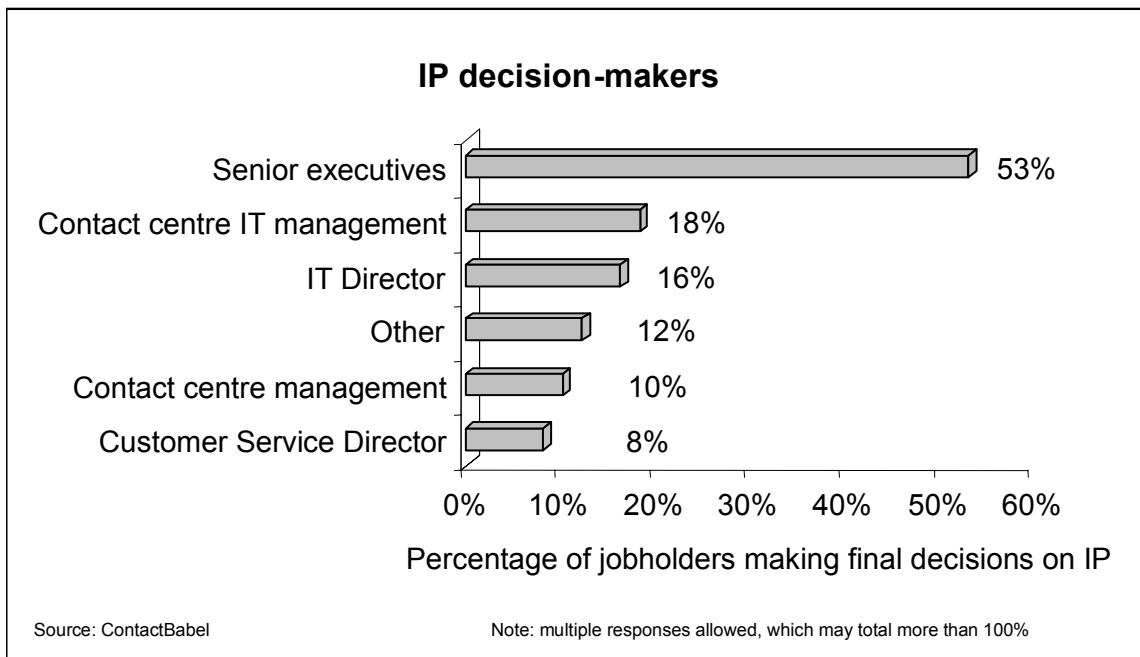 IP decision-makers
Senior executives 53%
Contact centre IT management 18%
IT Director 16%
Other 12%
Contact centre management 10%
Customer Service Director 8%
0% 10% 20% 30% 40% 50% 60%
Percentage of jobholders making final decisions on IP
Source: ContactBabel Note: multiple responses allowed, which may total more than 100%